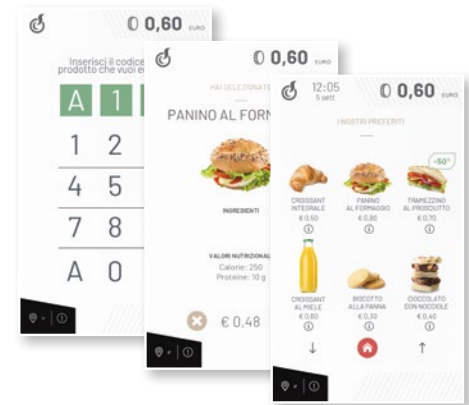 0,60 EURO
Inserisci il codice
prodotto che vuoi
A 1
1 2
4 5
7 8
A 0
0,60 EURO
HAI SELEZIONATO
PANINO AL FORM
INGREDIENTI
VALORI NUTRIZIONAL
Calorie: 250
Proteine: 10 g
€ 0,48
12:05
5 sett
0,60 EURO
I NOSTRI PREFERITI
-50%
CROISSANT
INTEGRALE
€ 0,50
PANINO
AL FORMAGGIO
€ 0,80
TRAMEZZINO
AL PROSCIUTTO
€ 0,70
CROISSANT
AL MIELE
€ 0,60
BISCOTTO
ALLA PANNA
€ 0,30
CIOCCOLATO
CON NOCCIOLE
€ 0,40